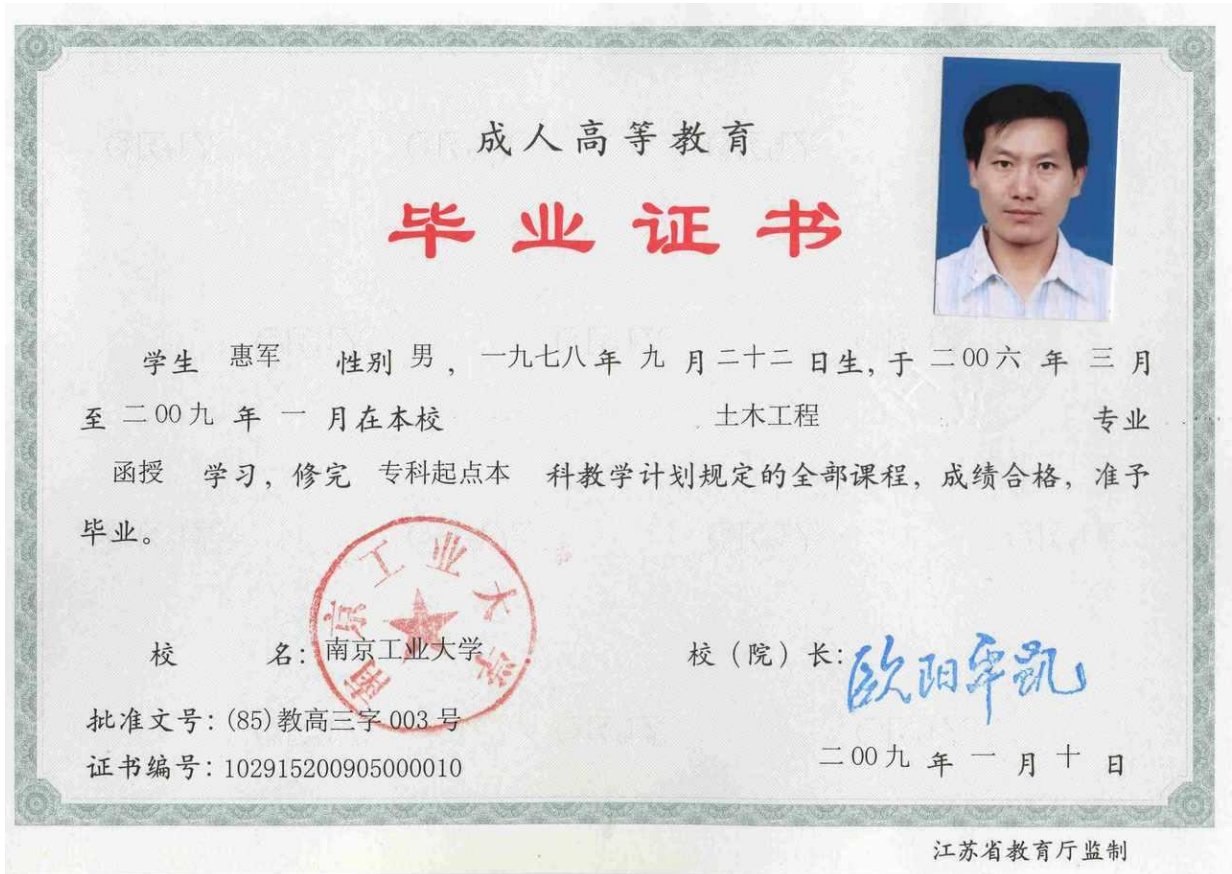 成人高等教育
毕业证书
学生 惠军 性别 男, 一九七八年 九 月二十二 日生, 于 二00六 年 三 月
至 二00九 年 一 月在本校 土木工程 专业
函授 学习, 修完 专科起点本 科教学计划规定的全部课程, 成绩合格, 准予
毕业。
南京工业大学
校 名: 南京工业大学 校(院)长: 欧阳平凯
批准文号: (85)教高三字 003 号
证书编号: 102915200905000010
二00九 年 一 月 十 日
江苏省教育厅监制